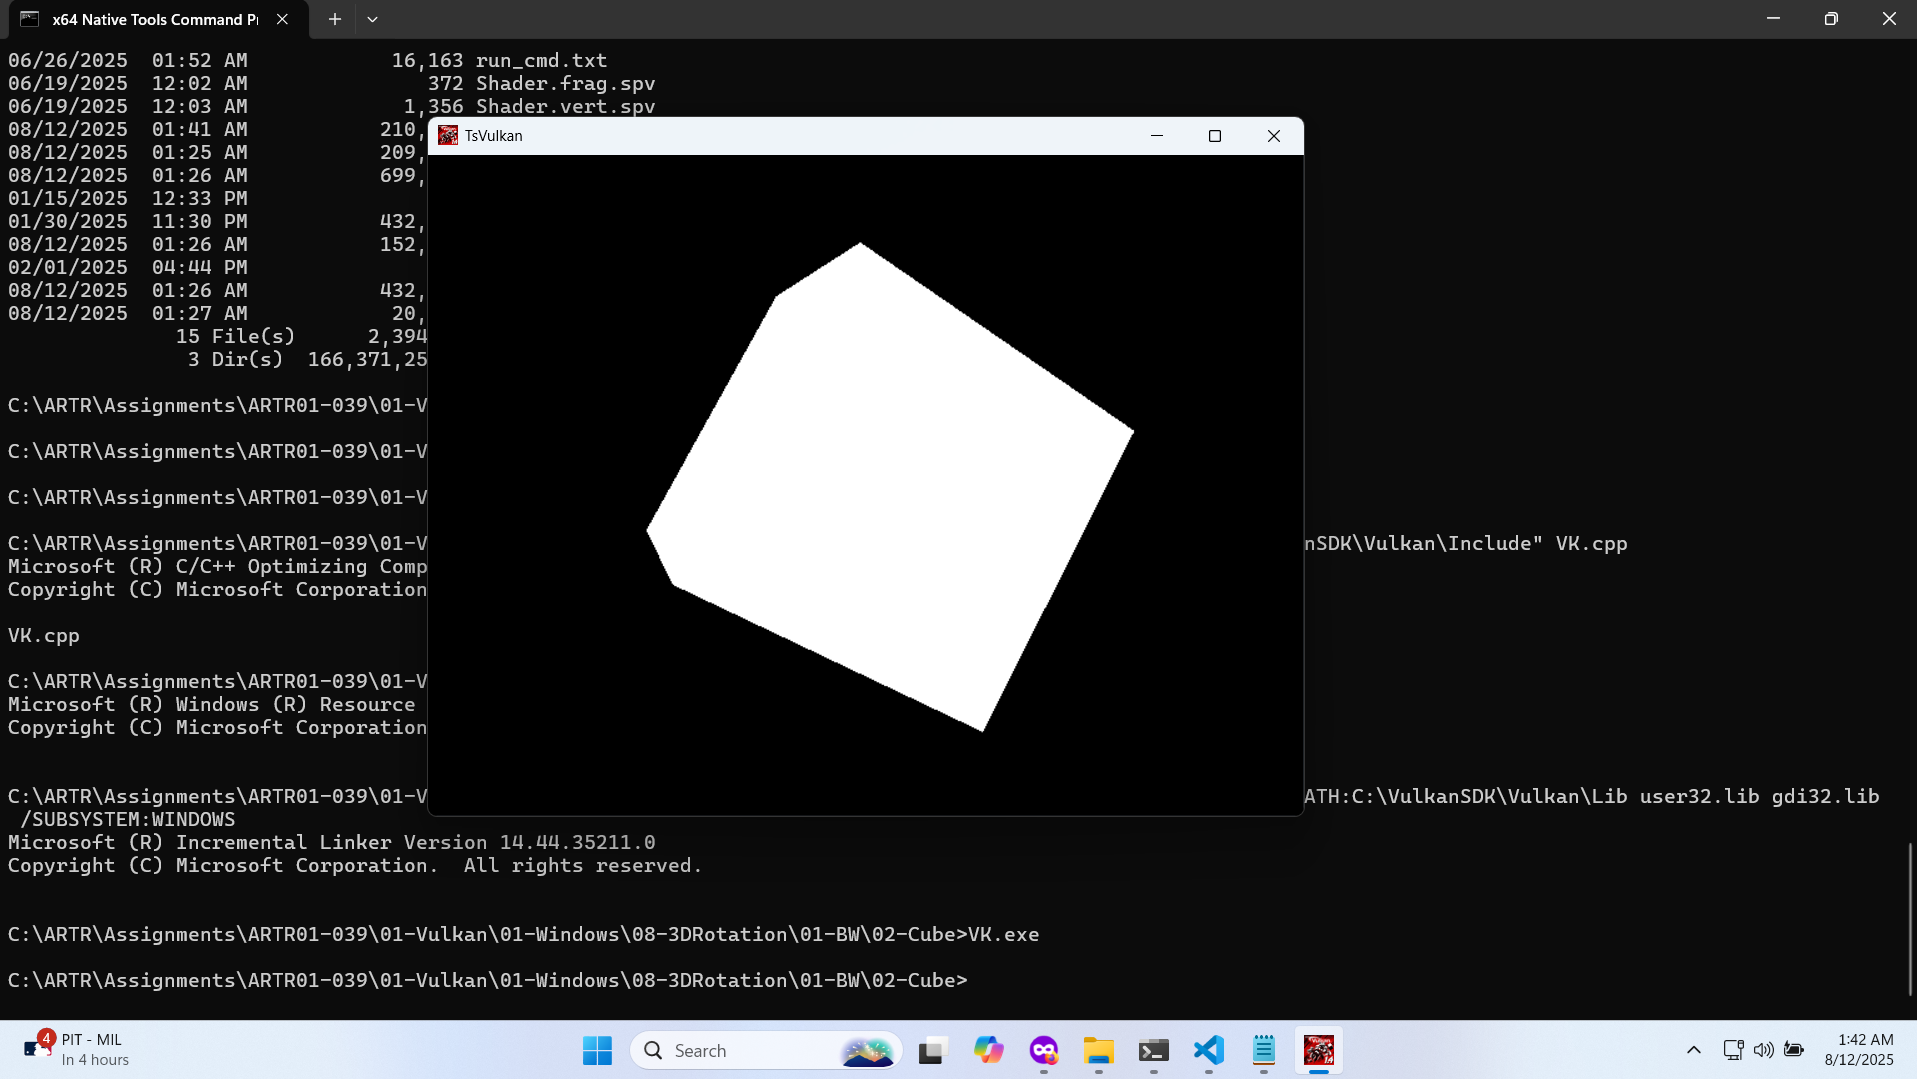 x64 Native Tools Command P
06/26/2025  01:52 AM            16,163 run_cmd.txt
06/19/2025  12:02 AM               372 Shader.frag.spv
06/19/2025  12:03 AM             1,356 Shader.vert.spv
08/12/2025  01:41 AM           210,
TsVulkan
08/12/2025  01:25 AM           209,
08/12/2025  01:26 AM           699,
01/15/2025  12:33 PM
01/30/2025  11:30 PM           432,
08/12/2025  01:26 AM           152,
02/01/2025  04:44 PM
08/12/2025  01:26 AM           432,
08/12/2025  01:27 AM            20,
15 File(s)      2,394
3 Dir(s)  166,371,25
C:\ARTR\Assignments\ARTR01-039\01-V
C:\ARTR\Assignments\ARTR01-039\01-V
C:\ARTR\Assignments\ARTR01-039\01-V
C:\ARTR\Assignments\ARTR01-039\01-V nSDK\Vulkan\Include" VK.cpp
Microsoft (R) C/C++ Optimizing Comp
Copyright (C) Microsoft Corporation
VK.cpp
C:\ARTR\Assignments\ARTR01-039\01-V
Microsoft (R) Windows (R) Resource
Copyright (C) Microsoft Corporation
C:\ARTR\Assignments\ARTR01-039\01-V ATH:C:\VulkanSDK\Vulkan\Lib user32.lib gdi32.lib
/SUBSYSTEM:WINDOWS
Microsoft (R) Incremental Linker Version 14.44.35211.0
Copyright (C) Microsoft Corporation.  All rights reserved.
C:\ARTR\Assignments\ARTR01-039\01-Vulkan\01-Windows\08-3DRotation\01-BW\02-Cube>VK.exe
C:\ARTR\Assignments\ARTR01-039\01-Vulkan\01-Windows\08-3DRotation\01-BW\02-Cube>
4
PIT - MIL
In 4 hours
Search
1:42 AM
8/12/2025